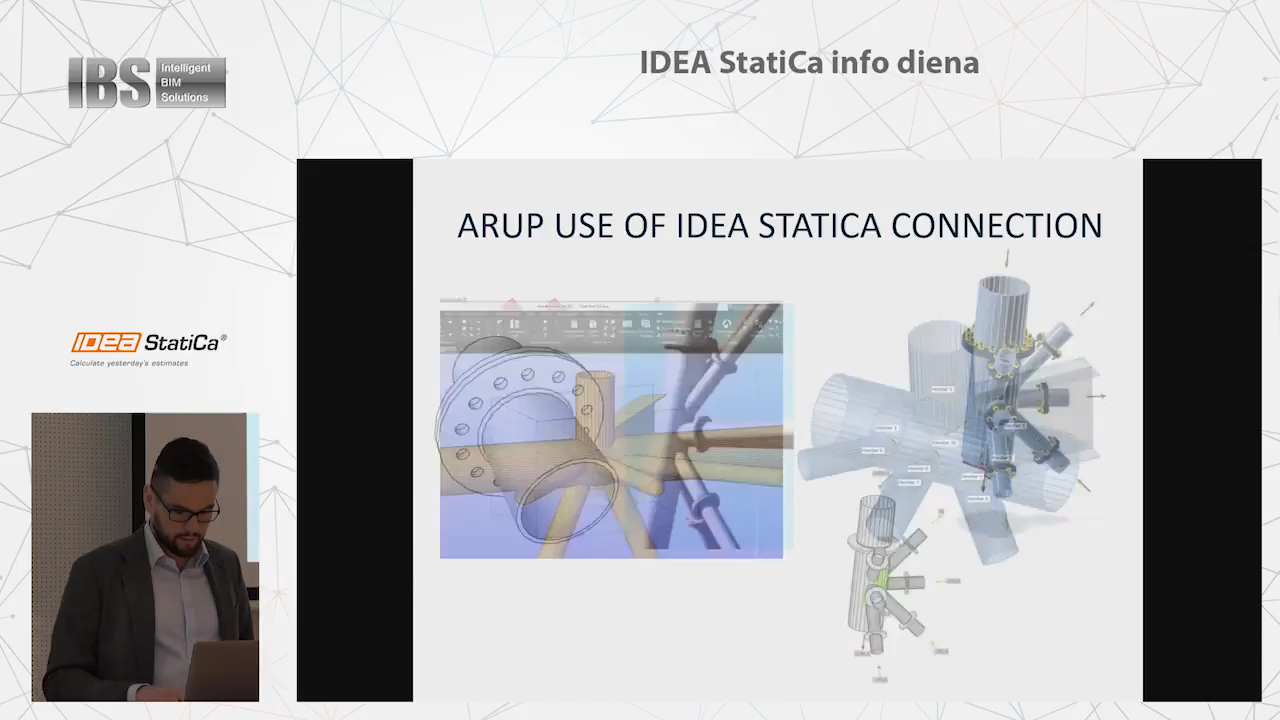 IDEA StatiCa info diena
IBS
Intelligent
BIM
Solutions
ARUP USE OF IDEA STATICA CONNECTION
IDEA StatiCa®
Calculate yesterday's estimates